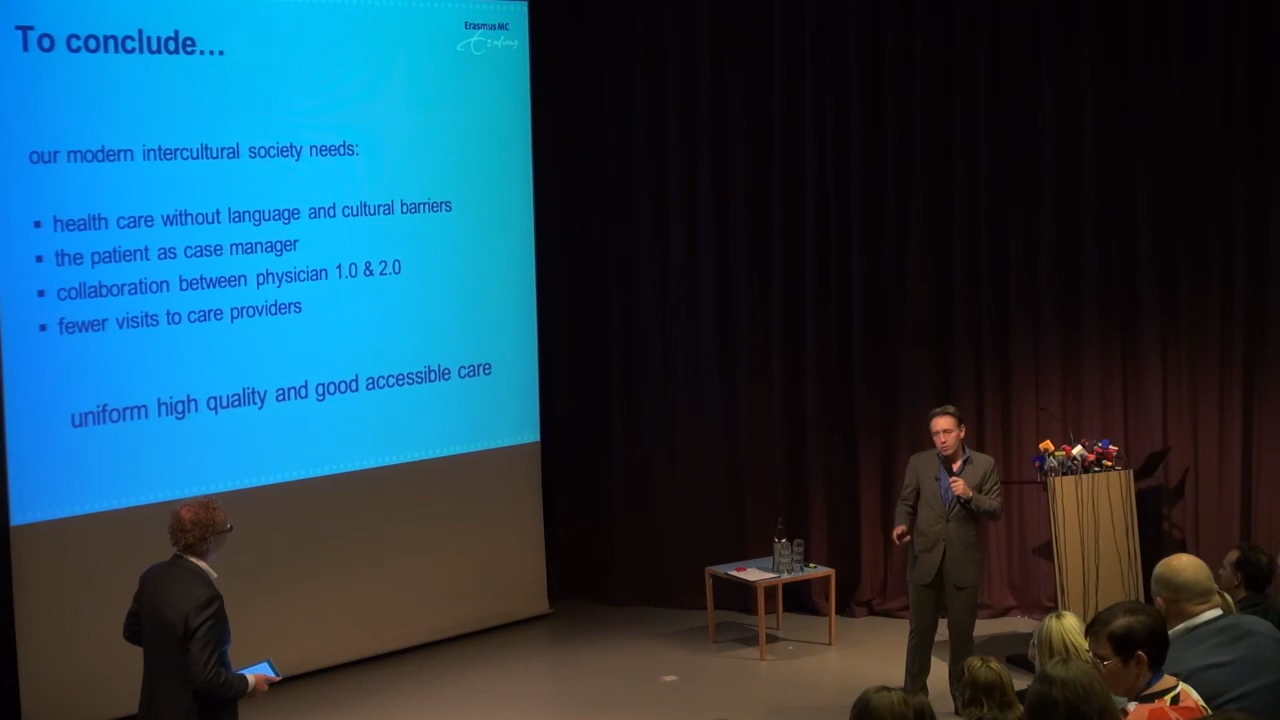 To conclude...
Erasmus MC
Erasmus
our modern intercultural society needs:
▪ health care without language and cultural barriers
▪ the patient as case manager
▪ collaboration between physician 1.0 & 2.0
▪ fewer visits to care providers
uniform high quality and good accessible care